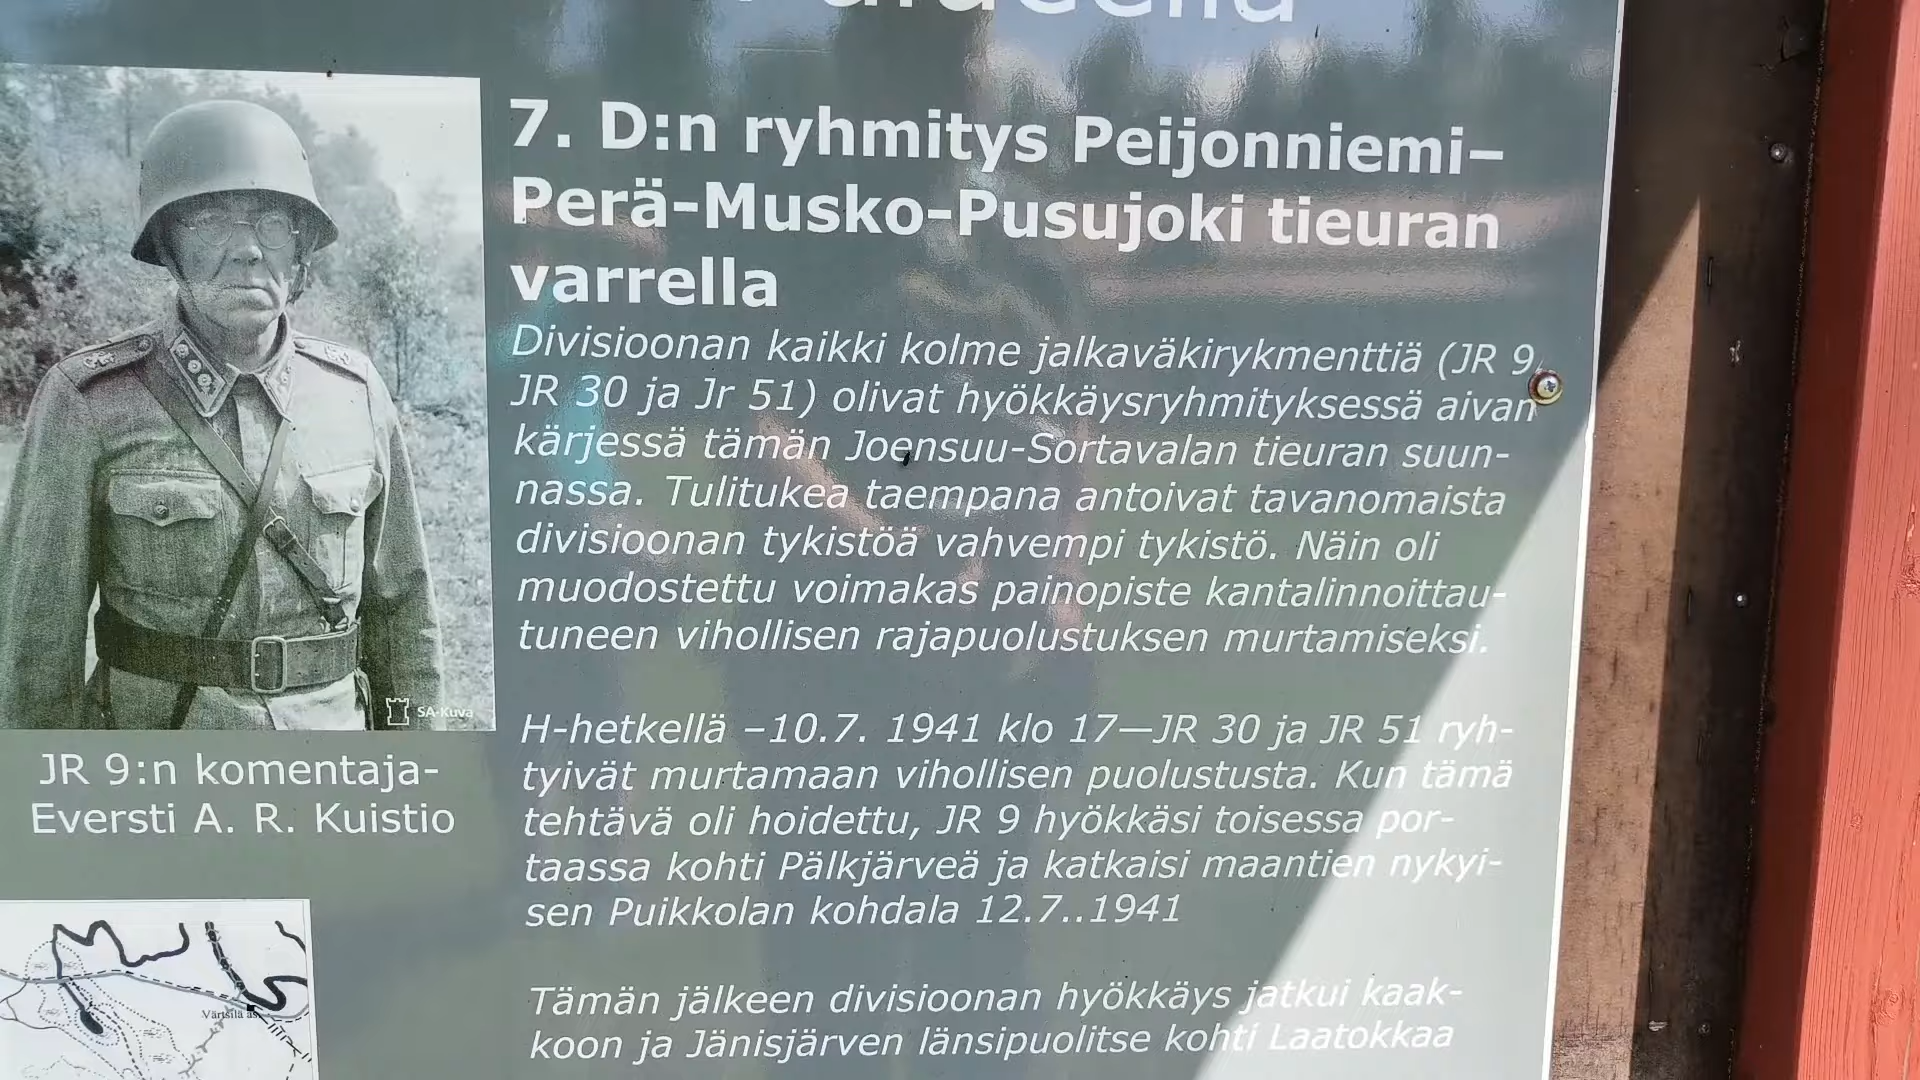 7. D:n ryhmitys Peijonniemi–
Perä-Musko-Pusujoki tieuran
varrella
Divisioonan kaikki kolme jalkaväkirykmenttiä (JR 9,
JR 30 ja Jr 51) olivat hyökkäysryhmityksessä aivan
kärjessä tämän Joensuu-Sortavalan tieuran suun-
nassa. Tulitukea taempana antoivat tavanomaista
divisioonan tykistöä vahvempi tykistö. Näin oli
muodostettu voimakas painopiste kantalinnoittau-
tuneen vihollisen rajapuolustuksen murtamiseksi.
H-hetkellä –10.7. 1941 klo 17—JR 30 ja JR 51 ryh-
tyivät murtamaan vihollisen puolustusta. Kun tämä
tehtävä oli hoidettu, JR 9 hyökkäsi toisessa por-
taassa kohti Pälkjärveä ja katkaisi maantien nykyi-
sen Puikkolan kohdala 12.7..1941
Tämän jälkeen divisioonan hyökkäys jatkui kaak-
koon ja Jänisjärven länsipuolitse kohti Laatokkaa
SA-Kuva
JR 9:n komentaja-
Eversti A. R. Kuistio
Värtsilä as.